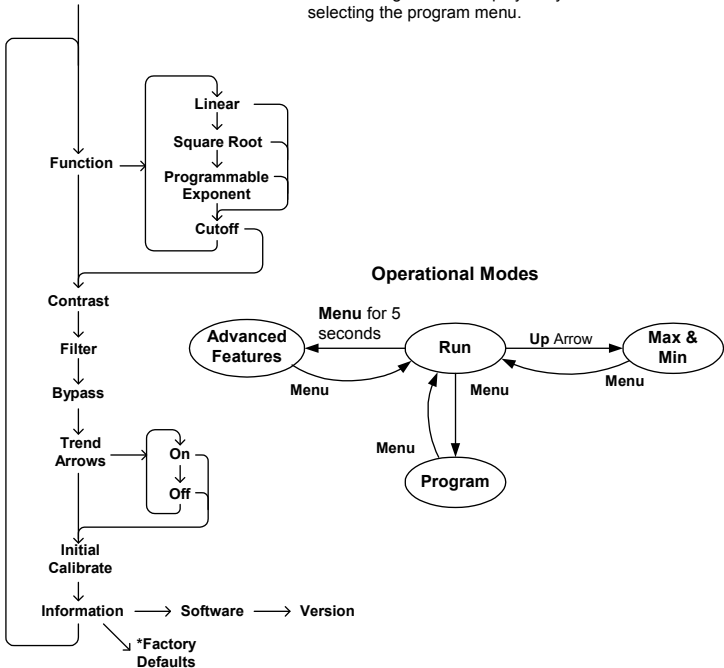 selecting the program menu.
Linear
Square Root
Function
Programmable
Exponent
Cutoff
Contrast
Filter
Bypass
Trend
Arrows
On
Off
Initial
Calibrate
Information
Software
Version
*Factory
Defaults
Operational Modes
Menu for 5
seconds
Advanced
Features
Run
Up Arrow
Max &
Min
Menu
Menu
Menu
Menu
Program